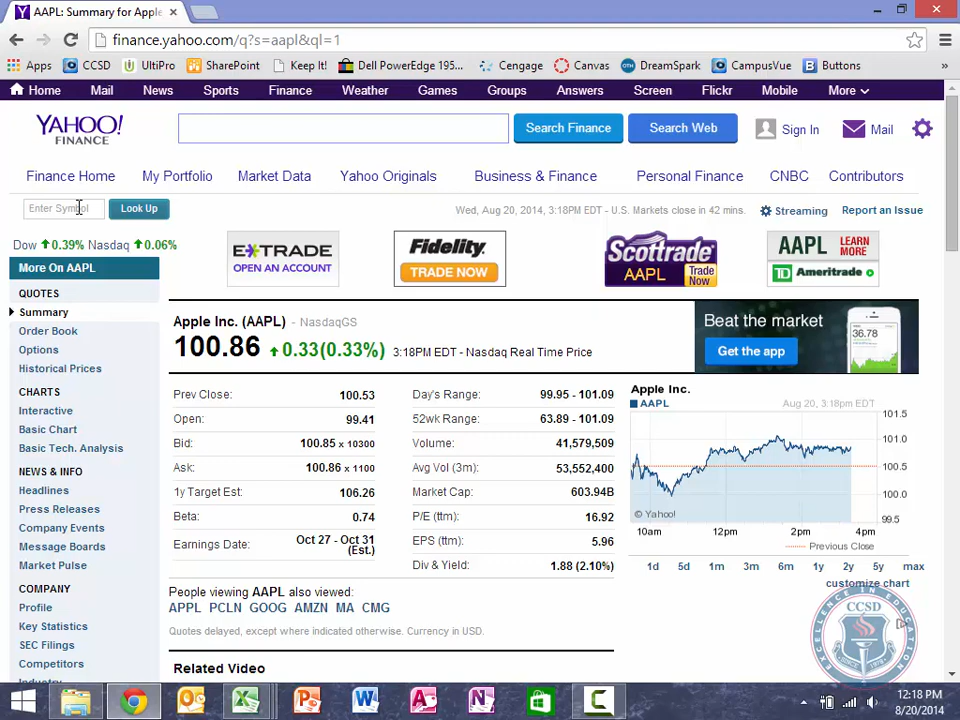 AAPL: Summary for Apple
finance.yahoo.com/q?s=aapl&ql=1
Apps CCSD UltiPro SharePoint Keep It! Dell PowerEdge 195... Cengage Canvas DreamSpark CampusVue Buttons »
Home Mail News Sports Finance Weather Games Groups Answers Screen Flickr Mobile More
YAHOO! FINANCE
Search Finance Search Web Sign In Mail
Finance Home My Portfolio Market Data Yahoo Originals Business & Finance Personal Finance CNBC Contributors
Enter Symbol Look Up
Wed, Aug 20, 2014, 3:18PM EDT - U.S. Markets close in 42 mins. Streaming Report an Issue
Dow 0.39% Nasdaq 0.06%
E*TRADE
OPEN AN ACCOUNT
Fidelity
TRADE NOW
Scottrade
AAPL Trade Now
AAPL LEARN MORE
TD Ameritrade
More On AAPL
QUOTES
Summary
Order Book
Options
Historical Prices
CHARTS
Interactive
Basic Chart
Basic Tech. Analysis
NEWS & INFO
Headlines
Press Releases
Company Events
Message Boards
Market Pulse
COMPANY
Profile
Key Statistics
SEC Filings
Competitors
Industry
Apple Inc. (AAPL) - NasdaqGS
100.86 0.33(0.33%) 3:18PM EDT - Nasdaq Real Time Price
Beat the market
Get the app
36.78
Prev Close: 100.53
Open: 99.41
Bid: 100.85 x 10300
Ask: 100.86 x 1100
1y Target Est: 106.26
Beta: 0.74
Earnings Date: Oct 27 - Oct 31 (Est.)
Day's Range: 99.95 - 101.09
52wk Range: 63.89 - 101.09
Volume: 41,579,509
Avg Vol (3m): 53,552,400
Market Cap: 603.94B
P/E (ttm): 16.92
EPS (ttm): 5.96
Div & Yield: 1.88 (2.10%)
Apple Inc.
AAPL Aug 20, 3:18pm EDT
101.5
101.0
100.5
100.0
99.5
© Yahoo!
10am 12pm 2pm 4pm
Previous Close
1d 5d 1m 3m 6m 1y 2y 5y max
customize chart
People viewing AAPL also viewed:
APPL PCLN GOOG AMZN MA CMG
Quotes delayed, except where indicated otherwise. Currency in USD.
Related Video
EXCELLENCE IN EDUCATION
CCSD
12:18 PM
8/20/2014